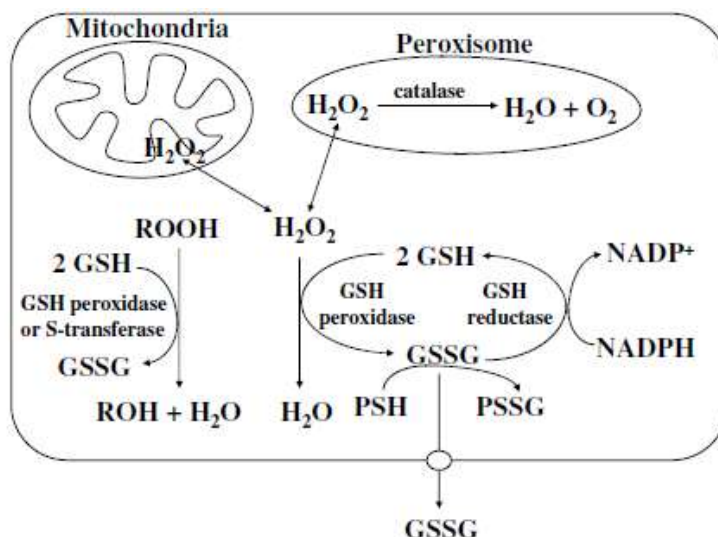 Mitochondria
Peroxisome
H₂O₂ catalase H₂O + O₂
H₂O₂
ROOH
H₂O₂
2 GSH
2 GSH
NADP⁺
GSH peroxidase
or S-transferase
GSH
peroxidase
GSH
reductase
GSSG
GSSG
NADPH
ROH + H₂O
H₂O
PSH
PSSG
GSSG